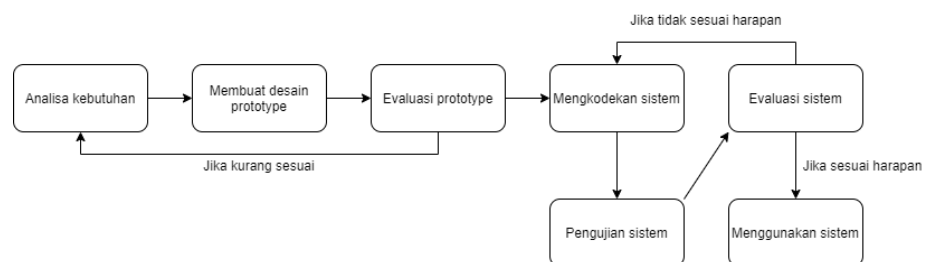 Jika tidak sesuai harapan
Analisa kebutuhan
Membuat desain
prototype
Evaluasi prototype
Mengkodekan sistem
Evaluasi sistem
Jika kurang sesuai
Jika sesuai harapan
Pengujian sistem
Menggunakan sistem